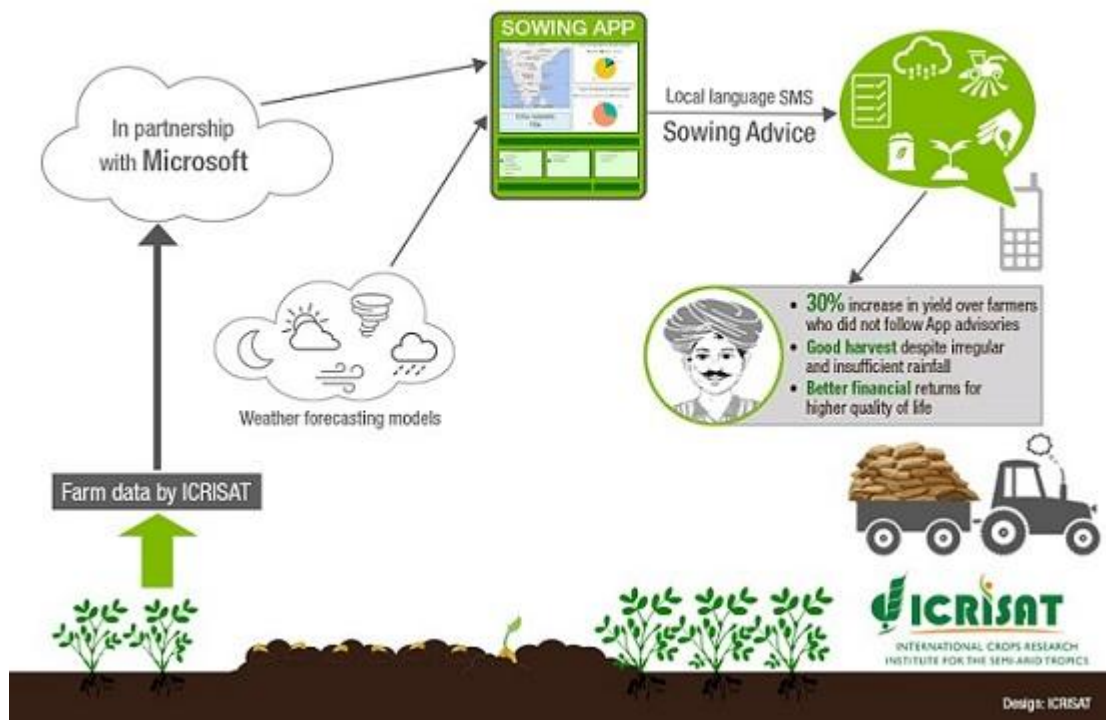 SOWING APP
In partnership
with Microsoft
Local language SMS
Sowing Advice
Weather forecasting models
• 30% increase in yield over farmers
who did not follow App advisories
• Good harvest despite irregular
and insufficient rainfall
• Better financial returns for
higher quality of life
Farm data by ICRISAT
ICRISAT
INTERNATIONAL CROPS RESEARCH
INSTITUTE FOR THE SEMI-ARID TROPICS
Design: ICRISAT